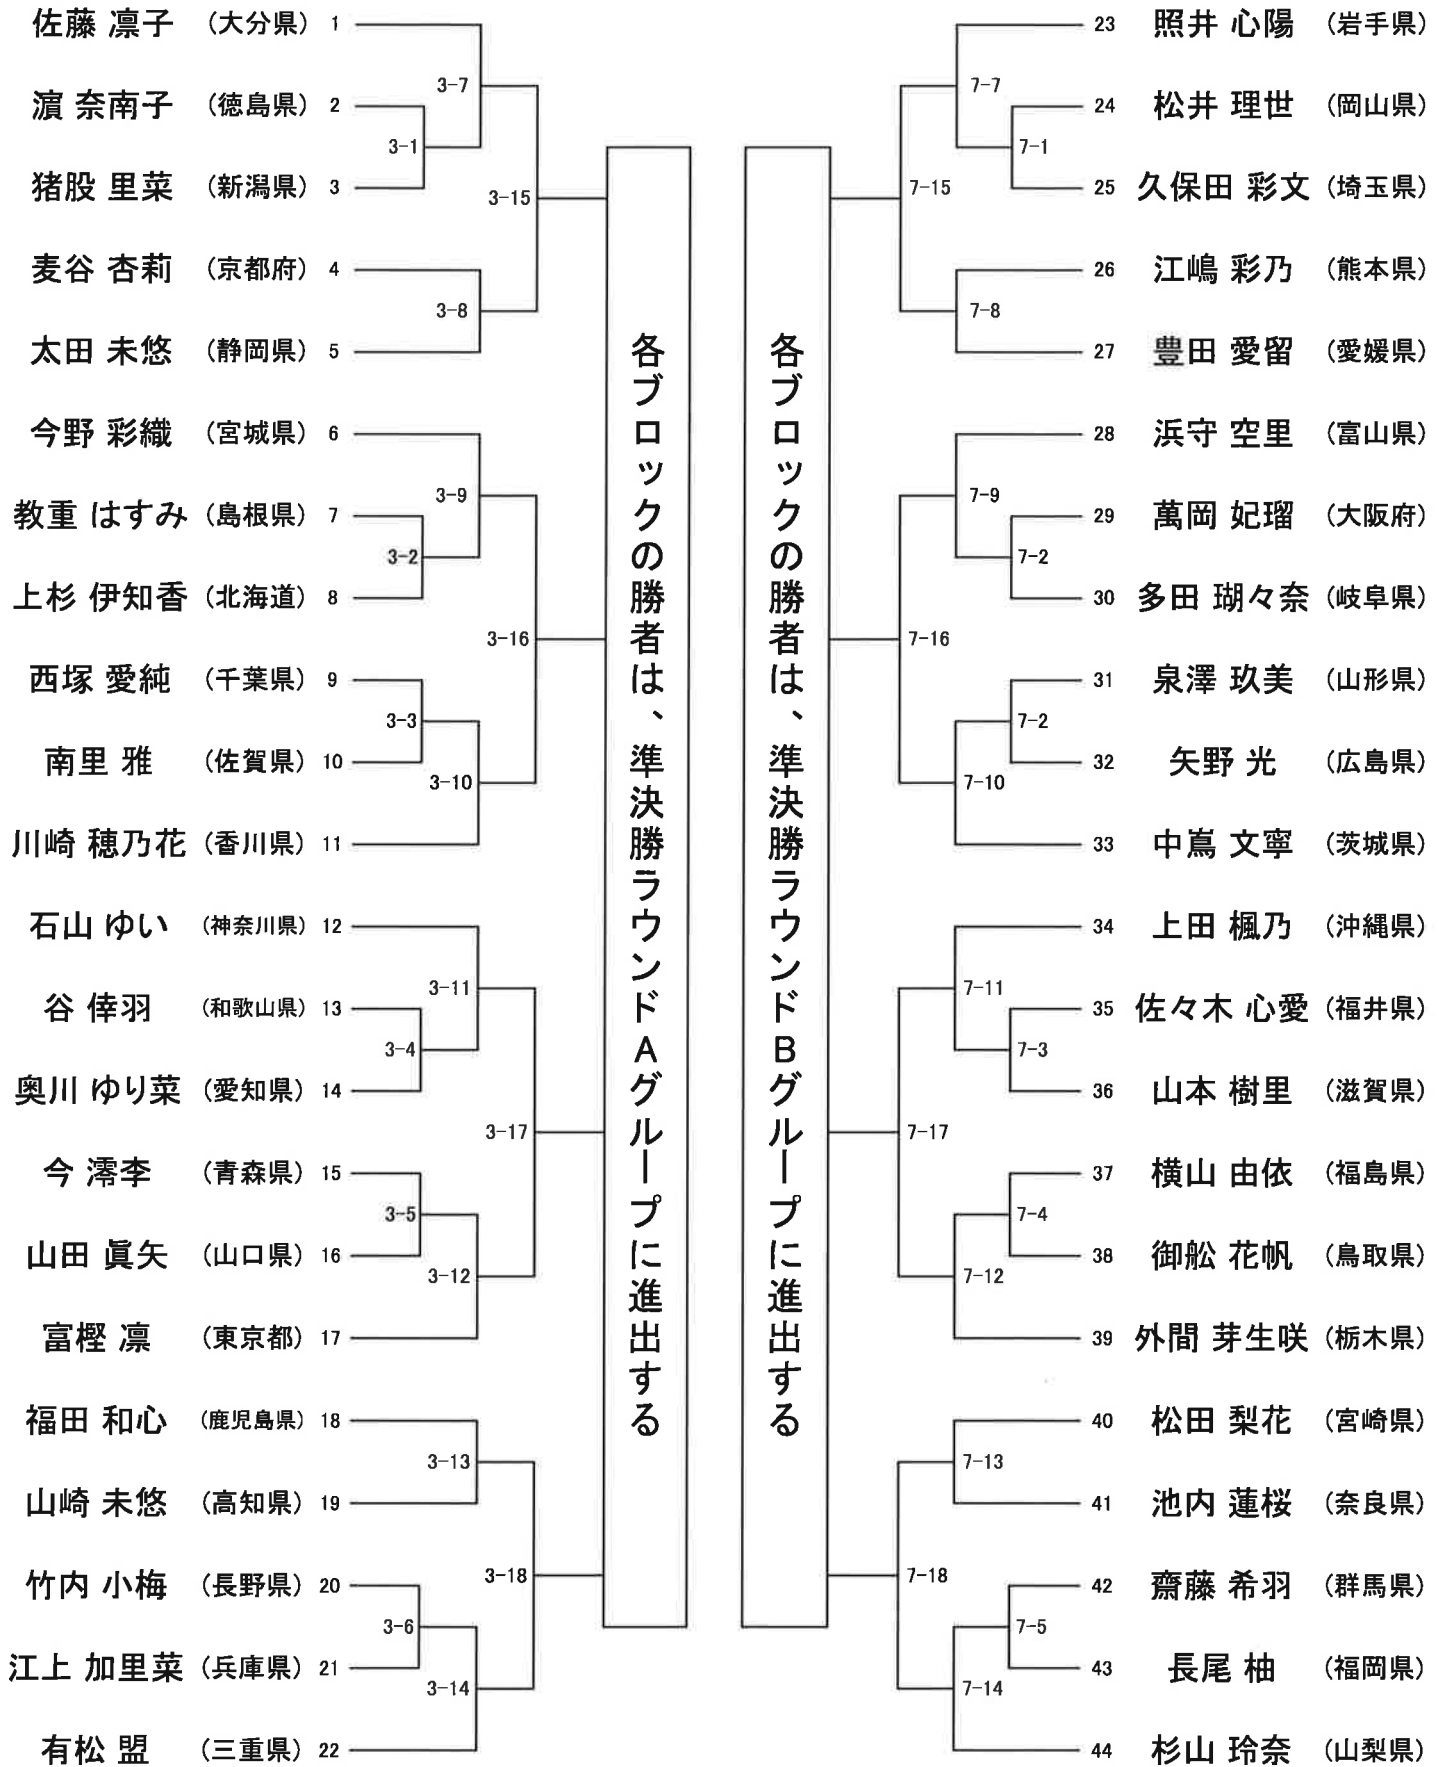 佐藤 凛子 （大分県） 1
3-7
濵 奈南子 （徳島県） 2
3-1
猪股 里菜 （新潟県） 3
3-15
麦谷 杏莉 （京都府） 4
3-8
太田 未悠 （静岡県） 5
今野 彩織 （宮城県） 6
3-9
教重 はすみ （島根県） 7
3-2
上杉 伊知香 （北海道） 8
3-16
西塚 愛純 （千葉県） 9
3-3
南里 雅 （佐賀県） 10
3-10
川崎 穂乃花 （香川県） 11
石山 ゆい （神奈川県） 12
3-11
谷 倖羽 （和歌山県） 13
3-4
奥川 ゆり菜 （愛知県） 14
3-17
今 澪李 （青森県） 15
3-5
山田 眞矢 （山口県） 16
3-12
富樫 凛 （東京都） 17
福田 和心 （鹿児島県） 18
3-13
山崎 未悠 （高知県） 19
3-18
竹内 小梅 （長野県） 20
3-6
江上 加里菜 （兵庫県） 21
3-14
有松 盟 （三重県） 22
各ブロックの勝者は、準決勝ラウンドAグループに進出する
各ブロックの勝者は、準決勝ラウンドBグループに進出する
23 照井 心陽 （岩手県）
7-7
24 松井 理世 （岡山県）
7-1
25 久保田 彩文 （埼玉県）
7-15
26 江嶋 彩乃 （熊本県）
7-8
27 豊田 愛留 （愛媛県）
28 浜守 空里 （富山県）
7-9
29 萬岡 妃瑠 （大阪府）
7-2
30 多田 瑚々奈 （岐阜県）
7-16
31 泉澤 玖美 （山形県）
7-2
32 矢野 光 （広島県）
7-10
33 中嶌 文寧 （茨城県）
34 上田 楓乃 （沖縄県）
7-11
35 佐々木 心愛 （福井県）
7-3
36 山本 樹里 （滋賀県）
7-17
37 横山 由依 （福島県）
7-4
38 御舩 花帆 （鳥取県）
7-12
39 外間 芽生咲 （栃木県）
40 松田 梨花 （宮崎県）
7-13
41 池内 蓮桜 （奈良県）
7-18
42 齋藤 希羽 （群馬県）
7-5
43 長尾 柚 （福岡県）
7-14
44 杉山 玲奈 （山梨県）